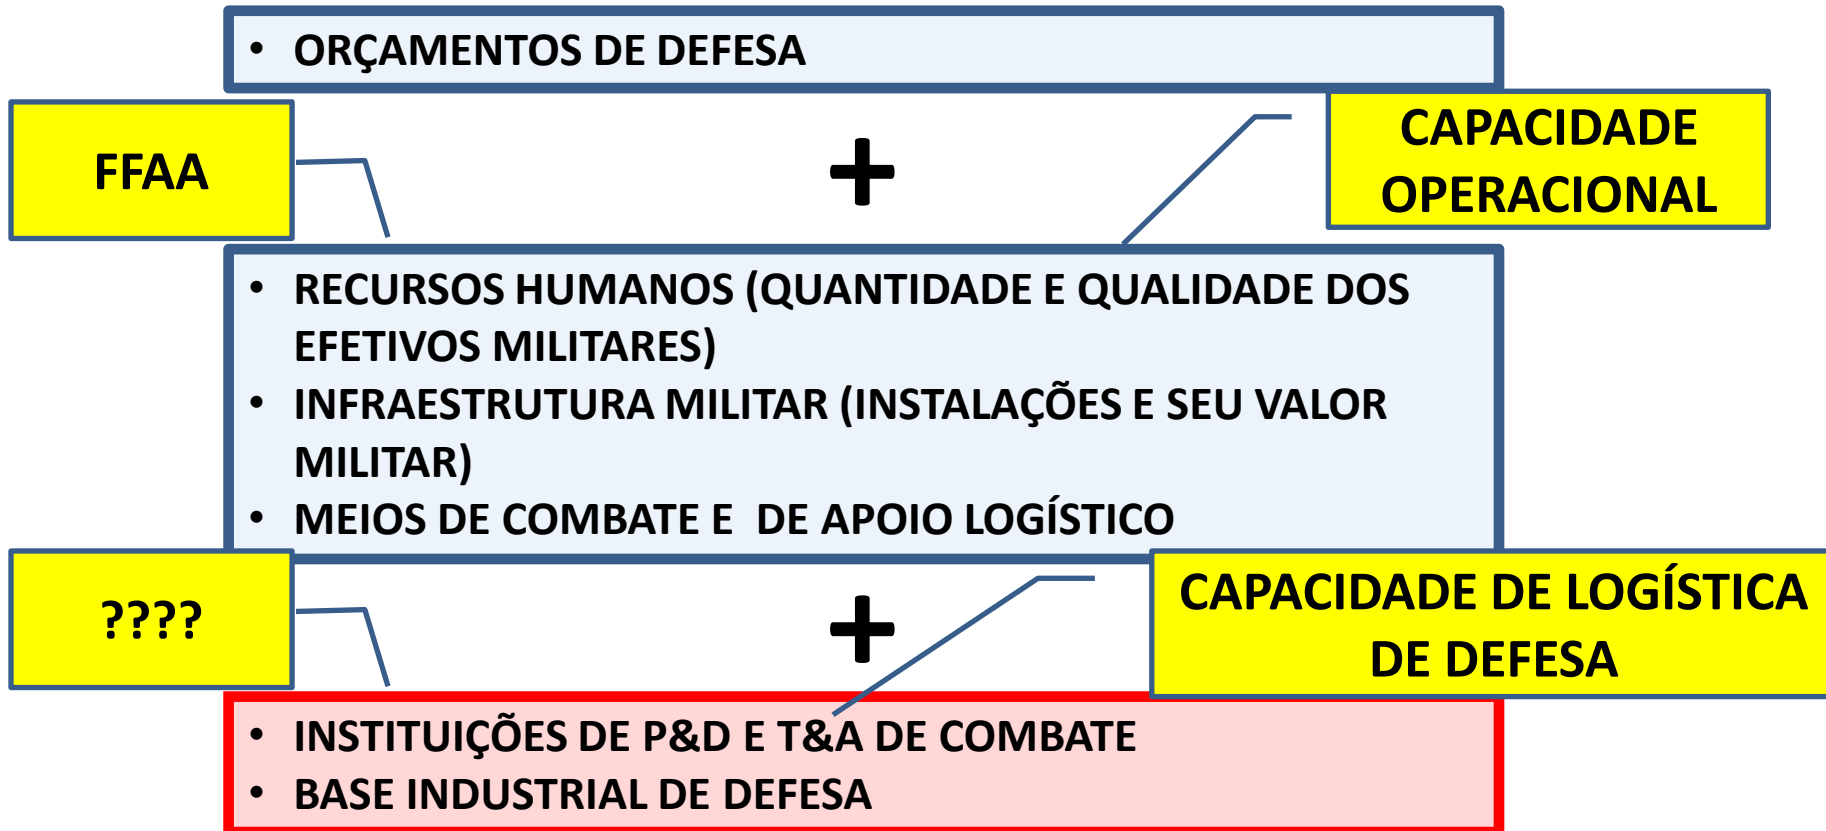 • ORÇAMENTOS DE DEFESA
FFAA
+
CAPACIDADE
OPERACIONAL
• RECURSOS HUMANOS (QUANTIDADE E QUALIDADE DOS
EFETIVOS MILITARES)
• INFRAESTRUTURA MILITAR (INSTALAÇÕES E SEU VALOR
MILITAR)
• MEIOS DE COMBATE E DE APOIO LOGÍSTICO
????
+
CAPACIDADE DE LOGÍSTICA
DE DEFESA
• INSTITUIÇÕES DE P&D E T&A DE COMBATE
• BASE INDUSTRIAL DE DEFESA